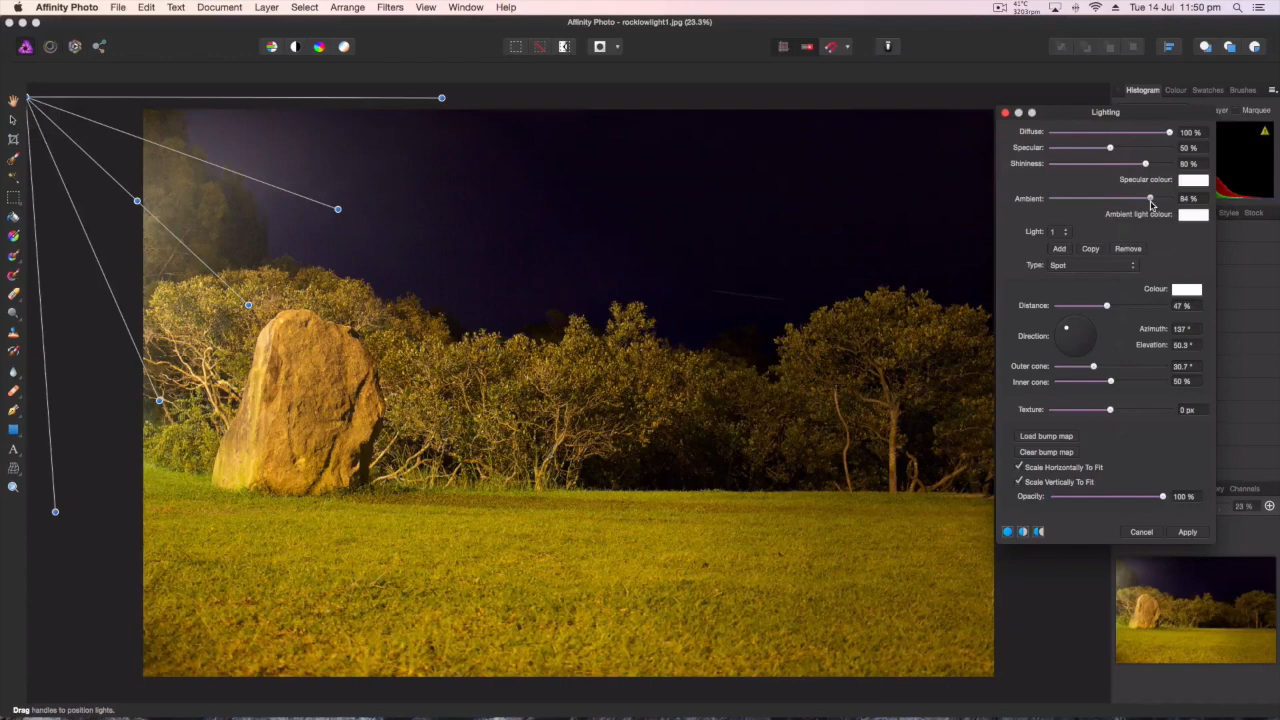 Affinity Photo File Edit Text Document Layer Select Arrange Filters View Window Help 41°C 3203rpm Tue 14 Jul 11:50 pm
Affinity Photo - rocklowlight1.jpg (23.3%)
Histogram Colour Swatches Brushes
Lighting
ayer Marquee
Diffuse: 100 %
Specular: 50 %
Shininess: 80 %
Specular colour:
Ambient: 84 %
Ambient light colour:
Styles Stock
Light: 1
Add Copy Remove
Type: Spot
Colour:
Distance: 47 %
Direction: Azimuth: 137 °
Elevation: 50.3 °
Outer cone: 30.7 °
Inner cone: 50 %
Texture: 0 px
Load bump map
Clear bump map
Scale Horizontally To Fit
Scale Vertically To Fit
Opacity: 100 %
ory Channels
23 %
Cancel Apply
Drag handles to position lights.